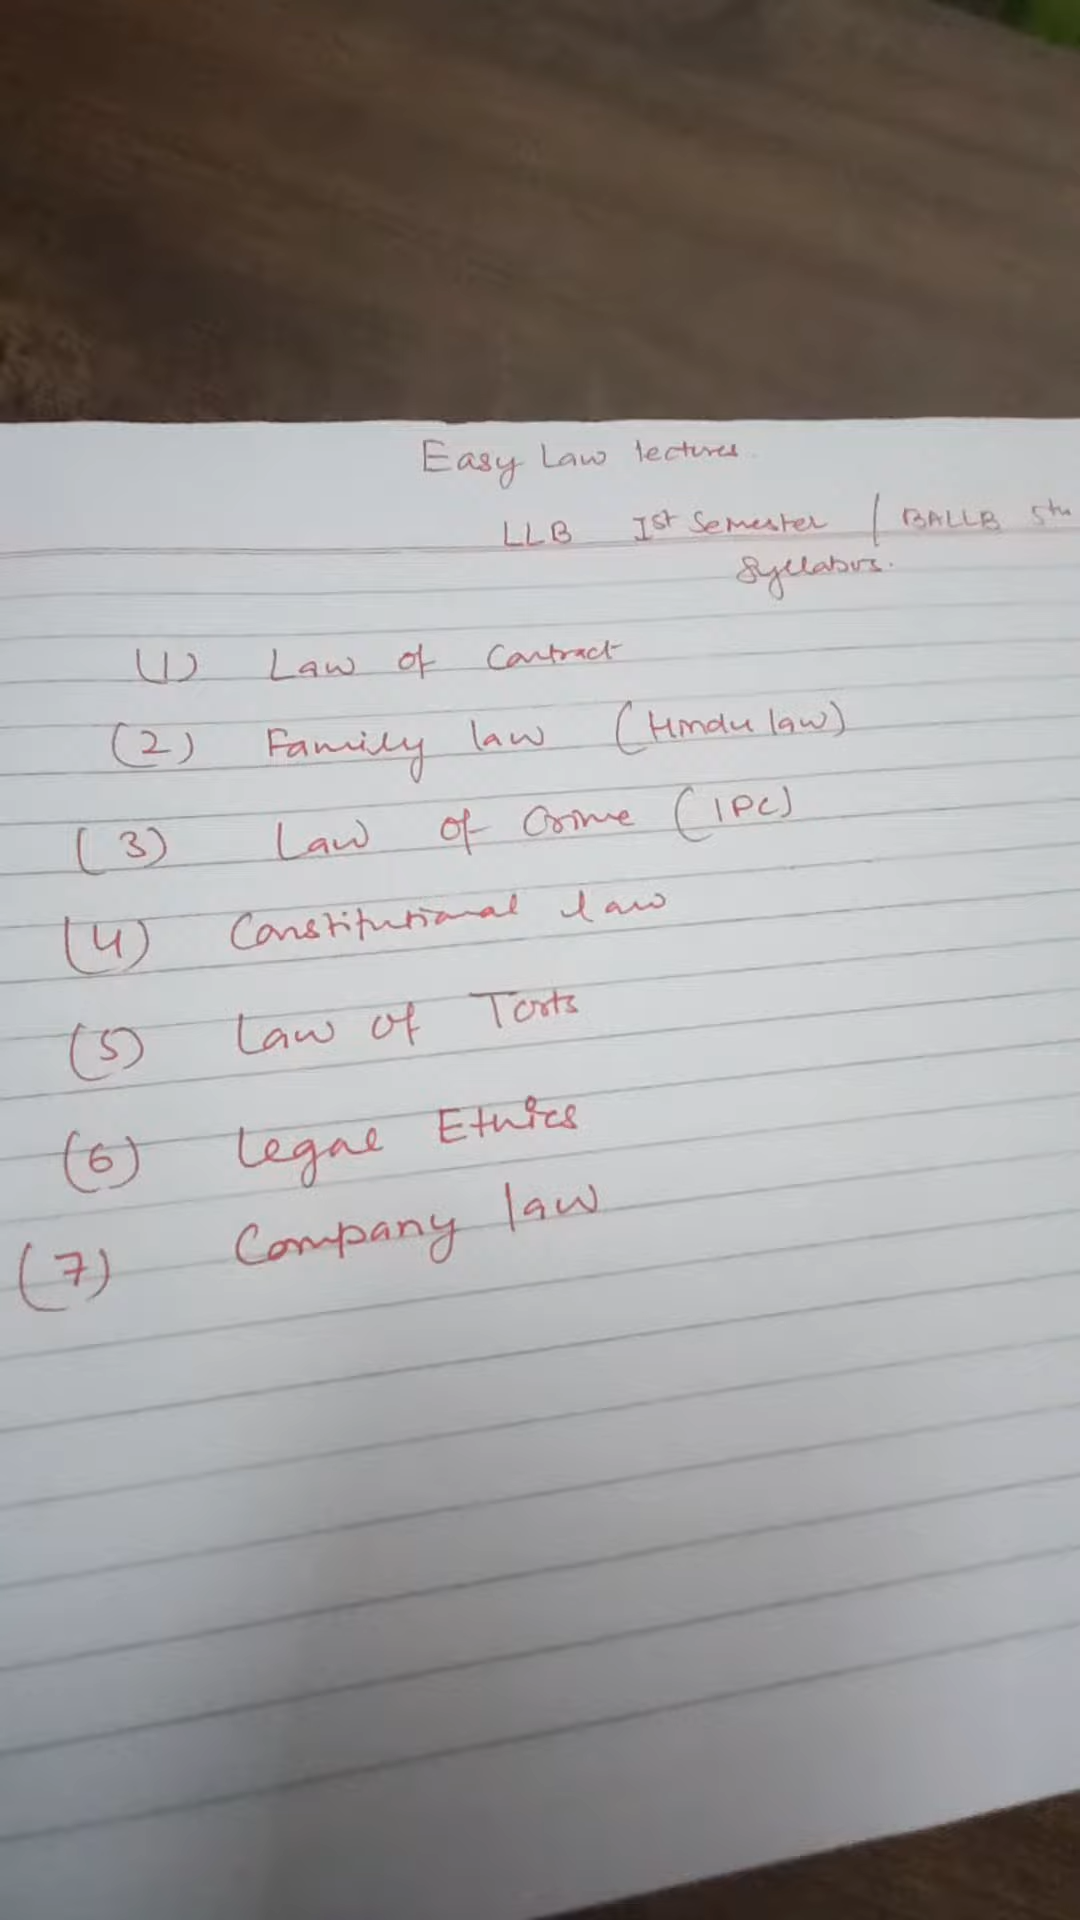 Easy Law lectures.
LLB Ist Semester / BALLB 5th
Syllabus.
(1) Law of Contract
(2) Family law (Hindu law)
(3) Law of Crime (IPC)
(4) Constitutional law
(5) Law of Torts
(6) Legal Ethics
(7) Company law